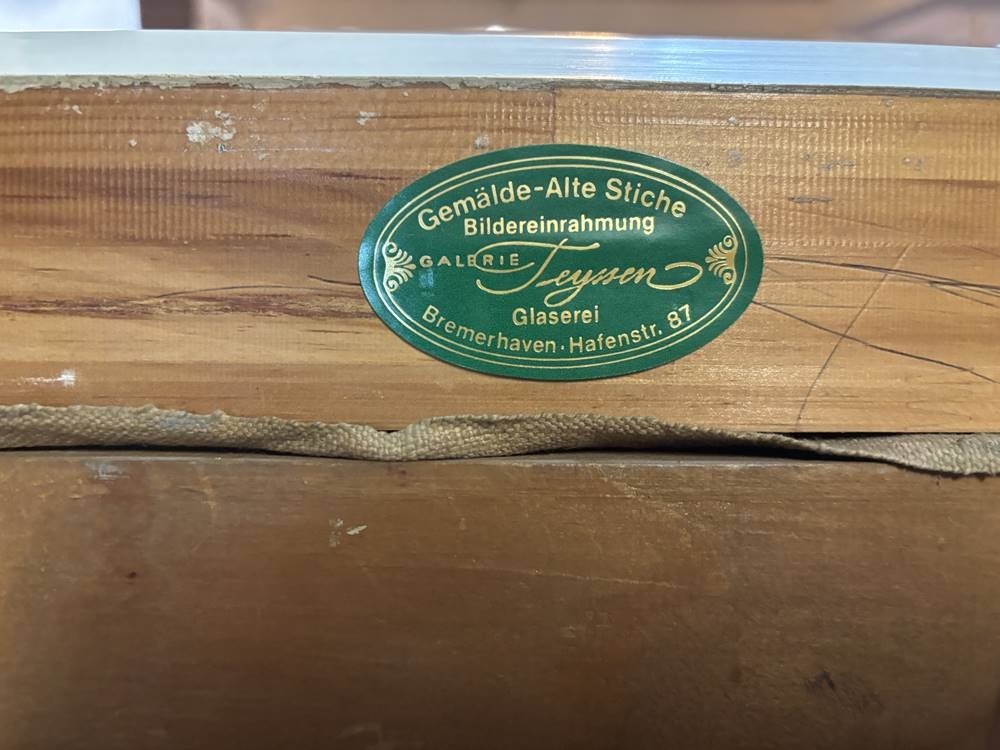 Gemälde-Alte Stiche
Bildereinrahmung
GALERIE Teyssen
Glaserei
Bremerhaven · Hafenstr. 87